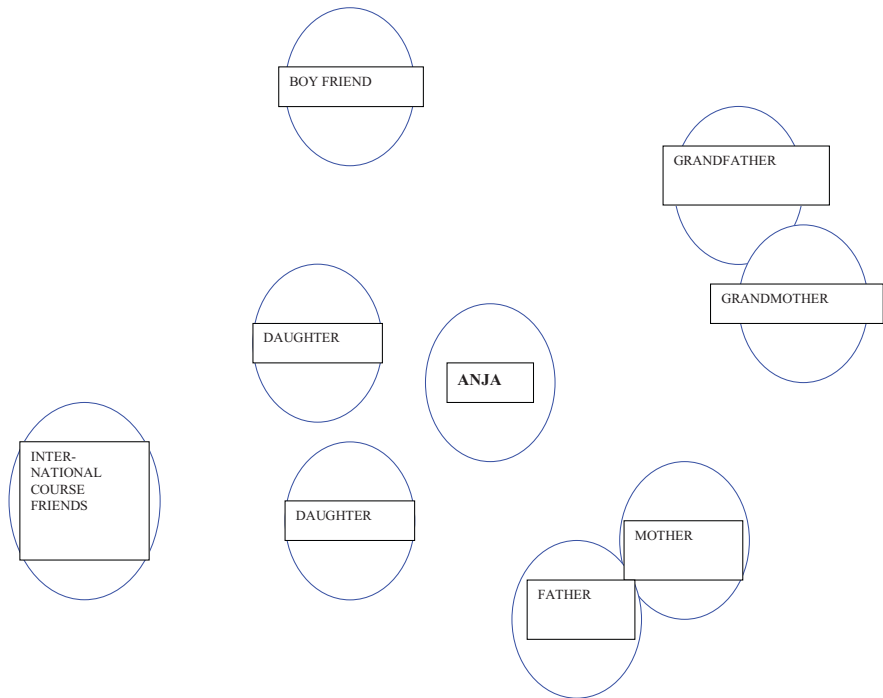 BOY FRIEND
GRANDFATHER
GRANDMOTHER
DAUGHTER
ANJA
INTER-
NATIONAL
COURSE
FRIENDS
DAUGHTER
MOTHER
FATHER